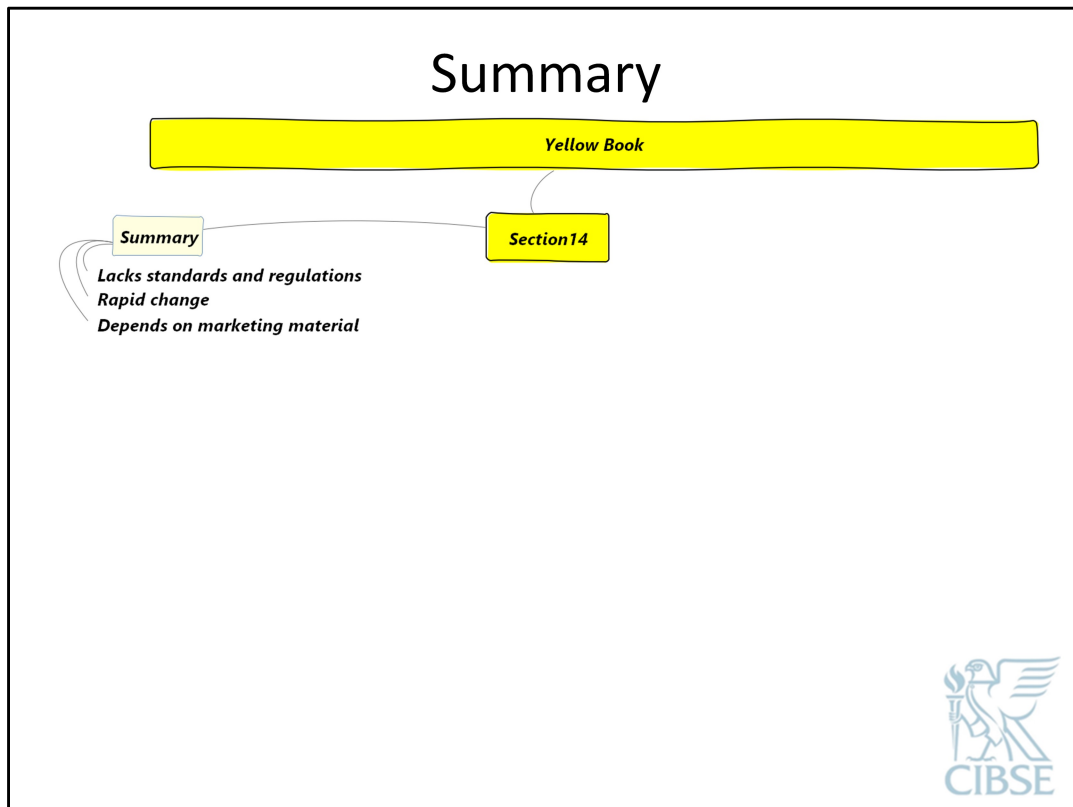 Summary
Yellow Book
Summary
Section14
Lacks standards and regulations
Rapid change
Depends on marketing material
CIBSE